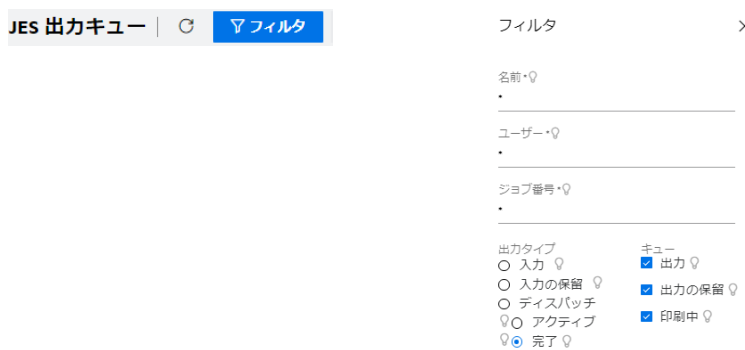 JES 出力キュー
フィルタ
フィルタ
名前*
*
ユーザー*
*
ジョブ番号*
*
出力タイプ
入力
入力の保留
ディスパッチ
アクティブ
完了
キュー
出力
出力の保留
印刷中